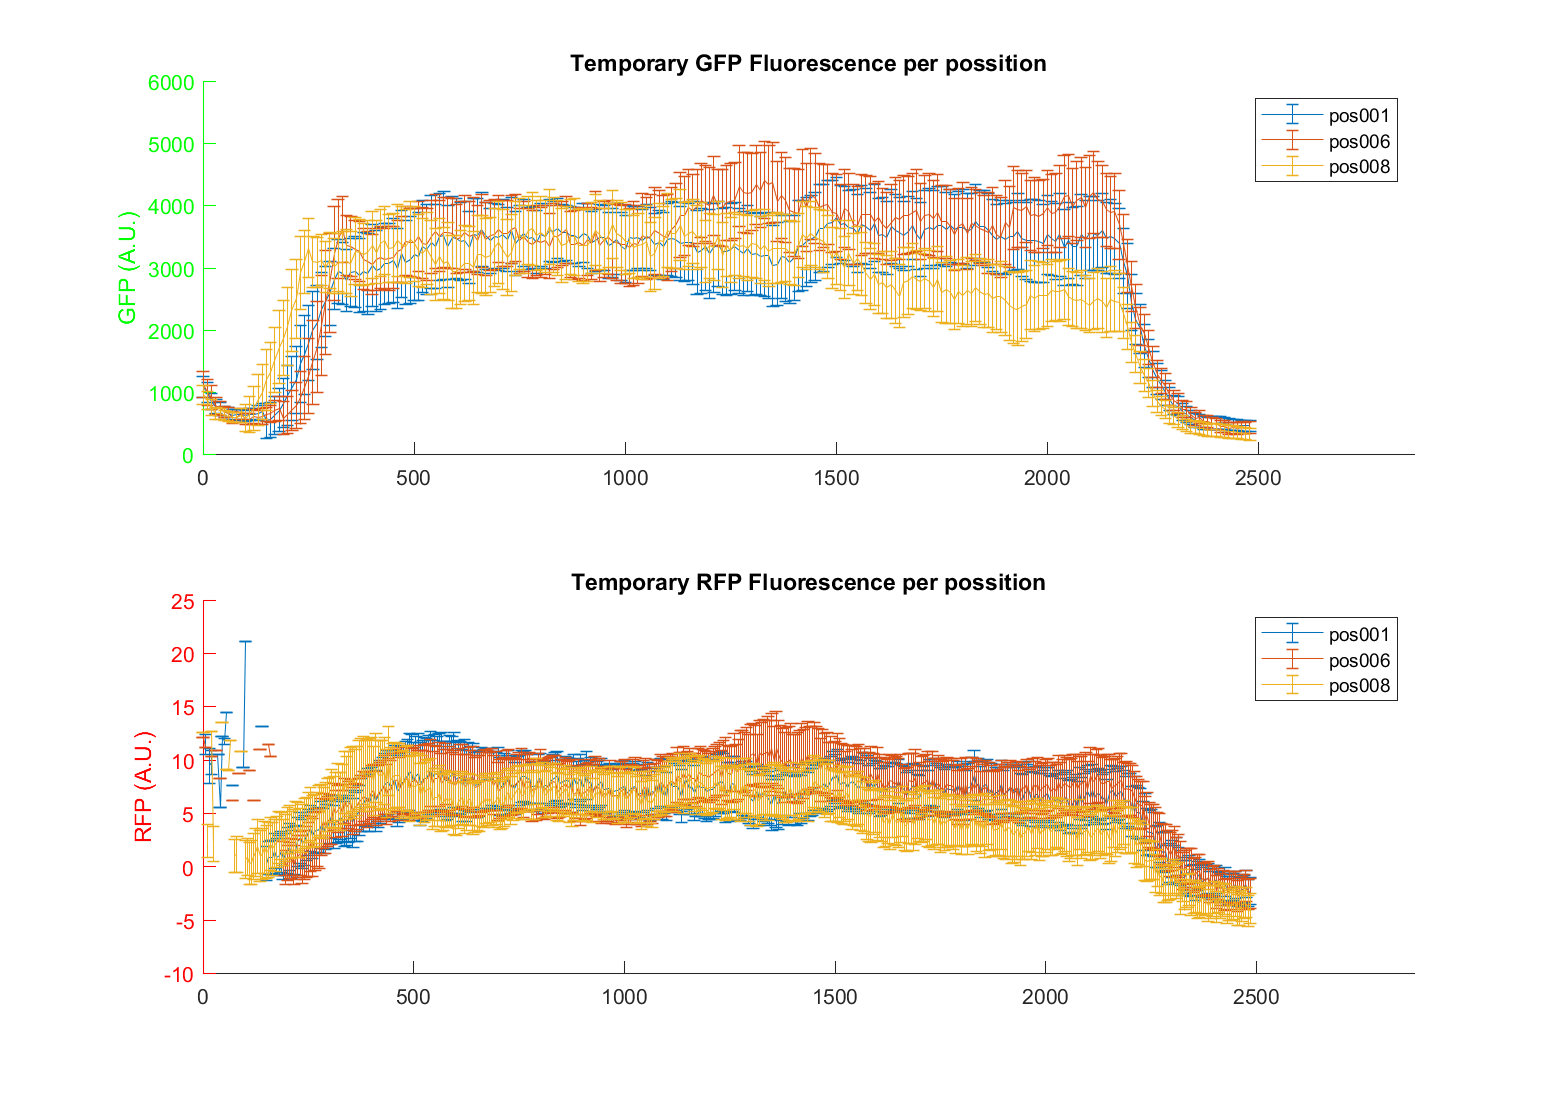 Temporary GFP Fluorescence per possition
GFP (A.U.)
6000
5000
4000
3000
2000
1000
0
0 500 1000 1500 2000 2500
pos001
pos006
pos008
Temporary RFP Fluorescence per possition
RFP (A.U.)
25
20
15
10
5
0
-5
-10
0 500 1000 1500 2000 2500
pos001
pos006
pos008